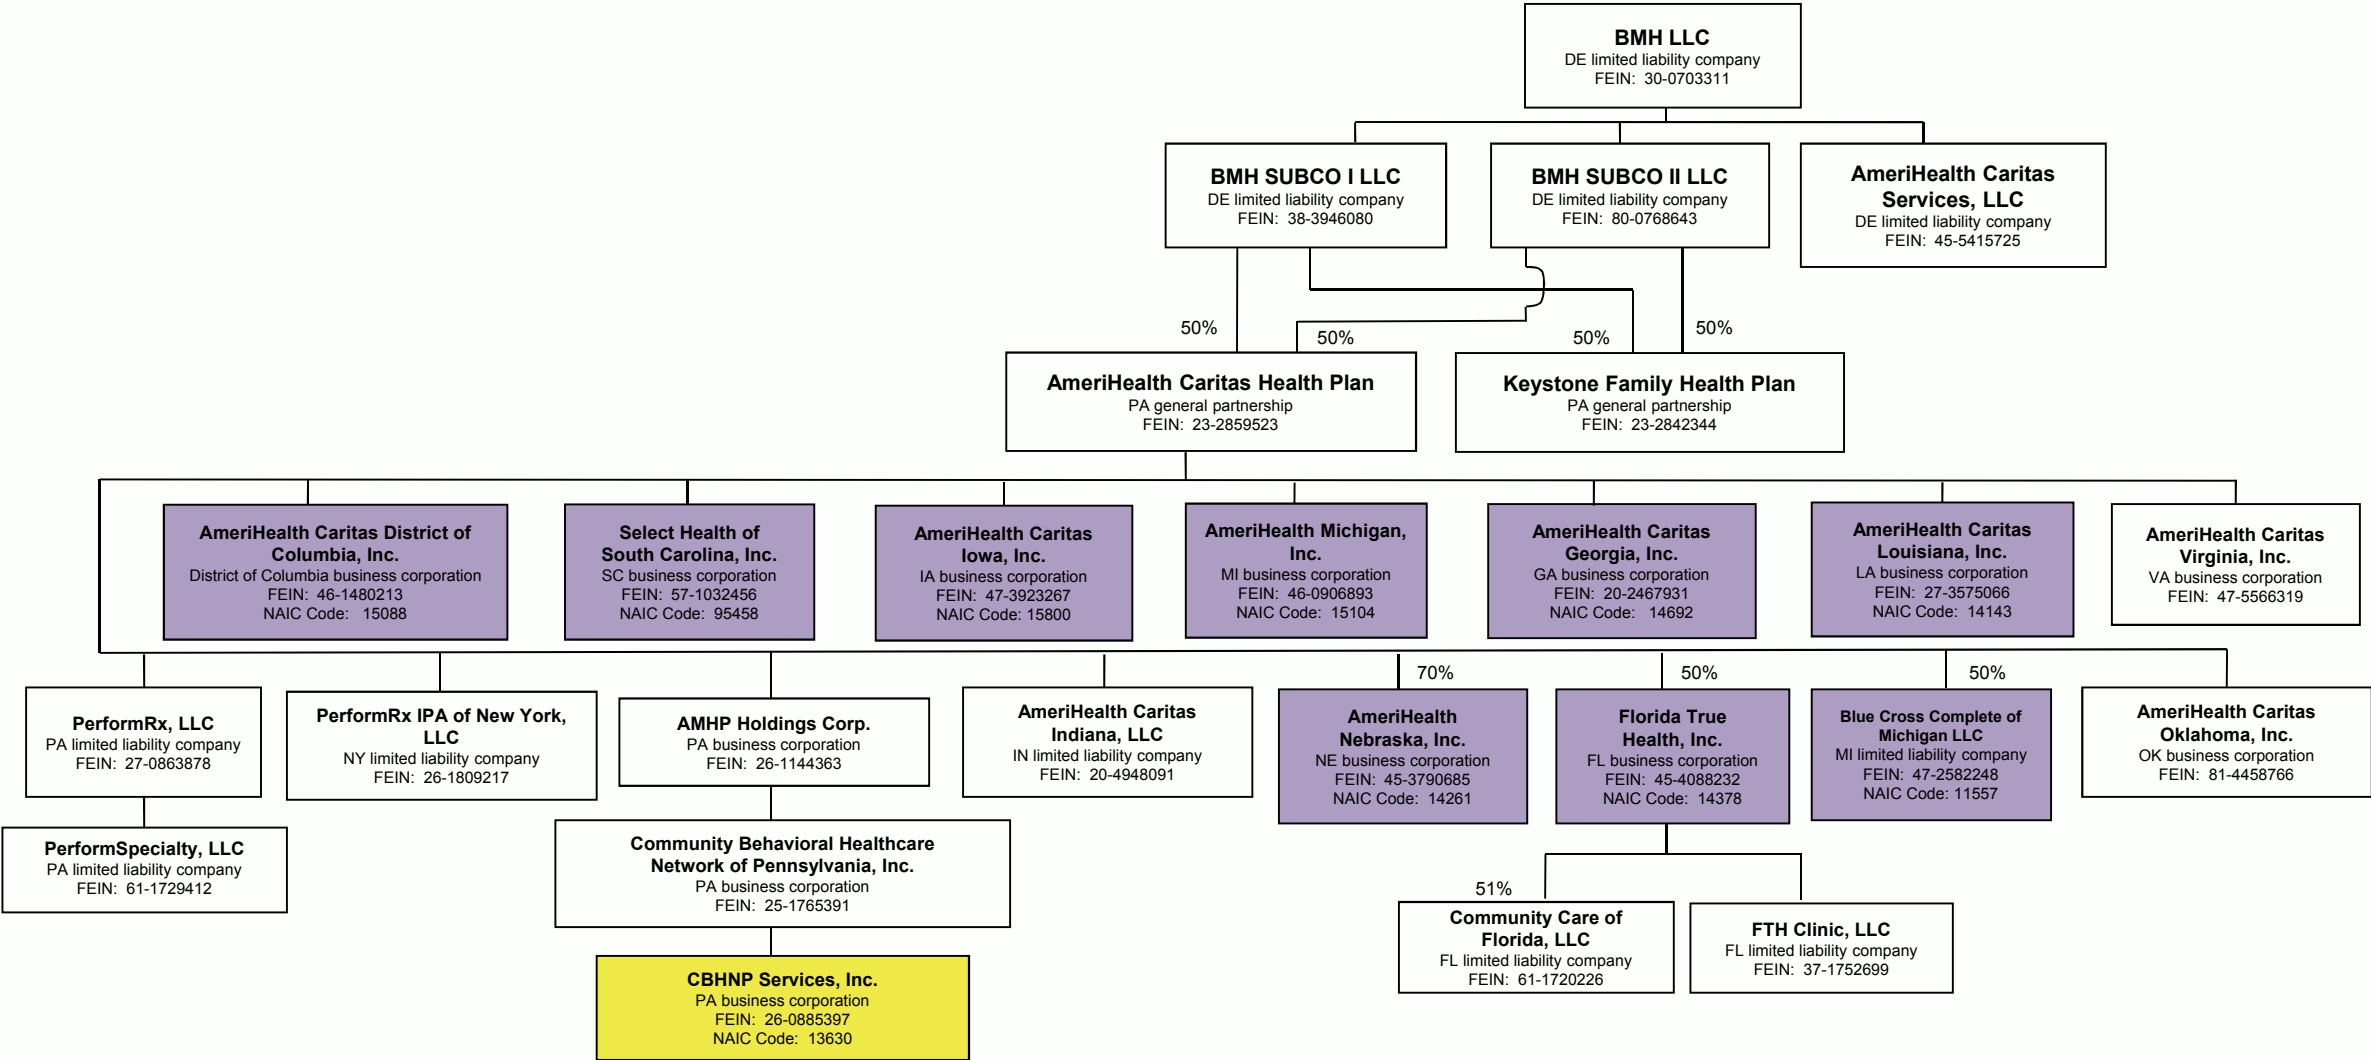 BMH LLC
DE limited liability company
FEIN: 30-0703311
BMH SUBCO I LLC
DE limited liability company
FEIN: 38-3946080
BMH SUBCO II LLC
DE limited liability company
FEIN: 80-0768643
AmeriHealth Caritas
Services, LLC
DE limited liability company
FEIN: 45-5415725
50%
50%
50%
50%
AmeriHealth Caritas Health Plan
PA general partnership
FEIN: 23-2859523
Keystone Family Health Plan
PA general partnership
FEIN: 23-2842344
AmeriHealth Caritas District of
Columbia, Inc.
District of Columbia business corporation
FEIN: 46-1480213
NAIC Code: 15088
Select Health of
South Carolina, Inc.
SC business corporation
FEIN: 57-1032456
NAIC Code: 95458
AmeriHealth Caritas
Iowa, Inc.
IA business corporation
FEIN: 47-3923267
NAIC Code: 15800
AmeriHealth Michigan,
Inc.
MI business corporation
FEIN: 46-0906893
NAIC Code: 15104
AmeriHealth Caritas
Georgia, Inc.
GA business corporation
FEIN: 20-2467931
NAIC Code: 14692
AmeriHealth Caritas
Louisiana, Inc.
LA business corporation
FEIN: 27-3575066
NAIC Code: 14143
AmeriHealth Caritas
Virginia, Inc.
VA business corporation
FEIN: 47-5566319
PerformRx, LLC
PA limited liability company
FEIN: 27-0863878
PerformRx IPA of New York,
LLC
NY limited liability company
FEIN: 26-1809217
AMHP Holdings Corp.
PA business corporation
FEIN: 26-1144363
AmeriHealth Caritas
Indiana, LLC
IN limited liability company
FEIN: 20-4948091
70%
AmeriHealth
Nebraska, Inc.
NE business corporation
FEIN: 45-3790685
NAIC Code: 14261
50%
Florida True
Health, Inc.
FL business corporation
FEIN: 45-4088232
NAIC Code: 14378
50%
Blue Cross Complete of
Michigan LLC
MI limited liability company
FEIN: 47-2582248
NAIC Code: 11557
AmeriHealth Caritas
Oklahoma, Inc.
OK business corporation
FEIN: 81-4458766
PerformSpecialty, LLC
PA limited liability company
FEIN: 61-1729412
Community Behavioral Healthcare
Network of Pennsylvania, Inc.
PA business corporation
FEIN: 25-1765391
51%
Community Care of
Florida, LLC
FL limited liability company
FEIN: 61-1720226
FTH Clinic, LLC
FL limited liability company
FEIN: 37-1752699
CBHNP Services, Inc.
PA business corporation
FEIN: 26-0885397
NAIC Code: 13630